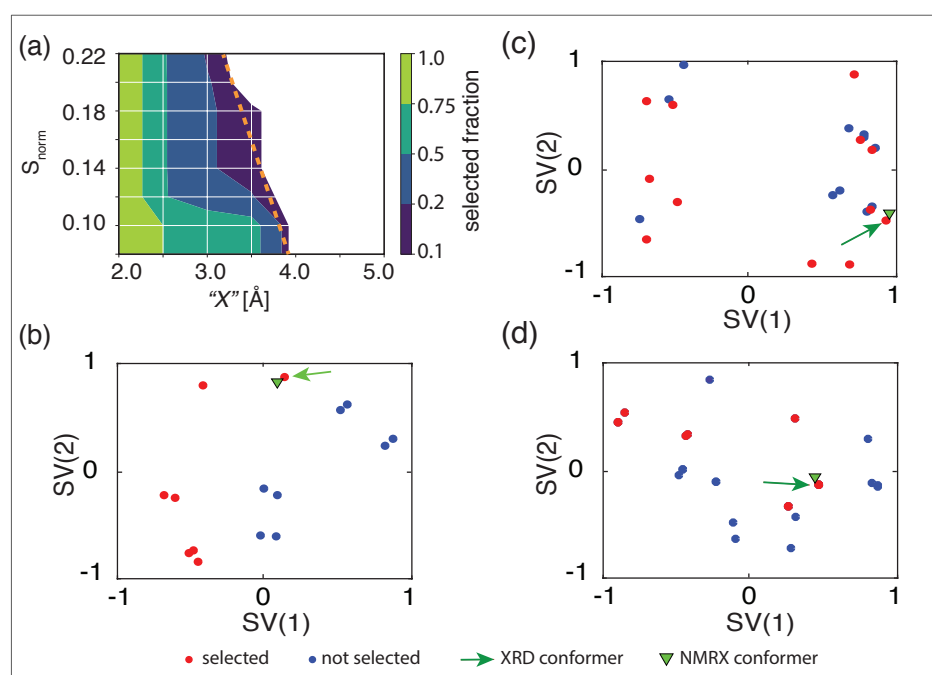 (a)
0.22
0.18
0.14
0.10
S norm
2.0 3.0 4.0 5.0
"X" [Å]
1.0
0.75
0.5
0.2
0.1
selected fraction
(c)
1
0
-1
SV(2)
-1 0 1
SV(1)
(b)
1
0
-1
SV(2)
-1 0 1
SV(1)
(d)
1
0
-1
SV(2)
-1 0 1
SV(1)
selected not selected XRD conformer NMRX conformer